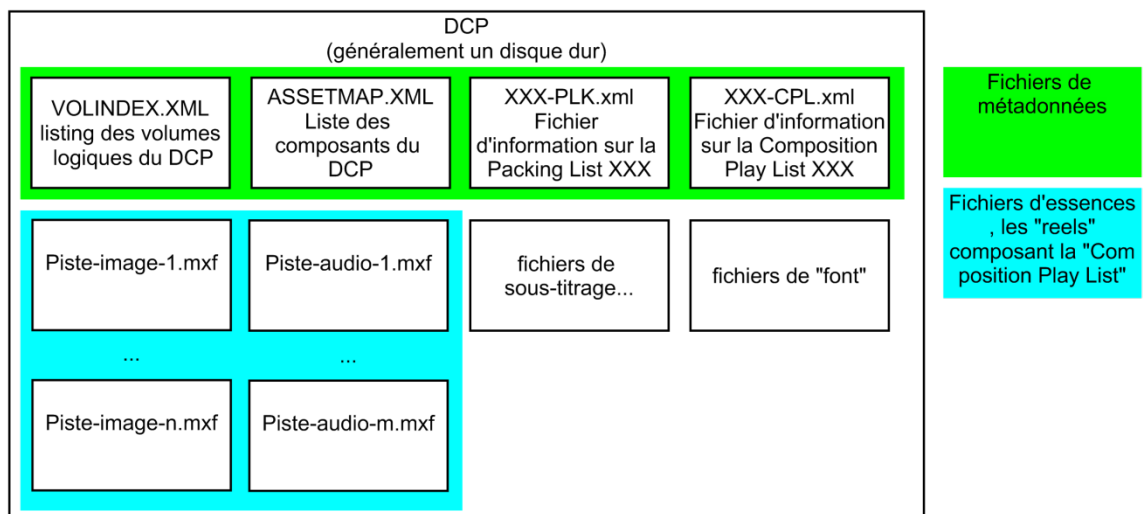 DCP
(généralement un disque dur)
VOLINDEX.XML
listing des volumes
logiques du DCP
ASSETMAP.XML
Liste des
composants du
DCP
XXX-PLK.xml
Fichier
d'information sur la
Packing List XXX
XXX-CPL.xml
Fichier d'information
sur la Composition
Play List XXX
Fichiers de
métadonnées
Piste-image-1.mxf
Piste-audio-1.mxf
fichiers de
sous-titrage...
fichiers de "font"
Fichiers d'essences
, les "reels"
composant la "Com
position Play List"
...
...
Piste-image-n.mxf
Piste-audio-m.mxf